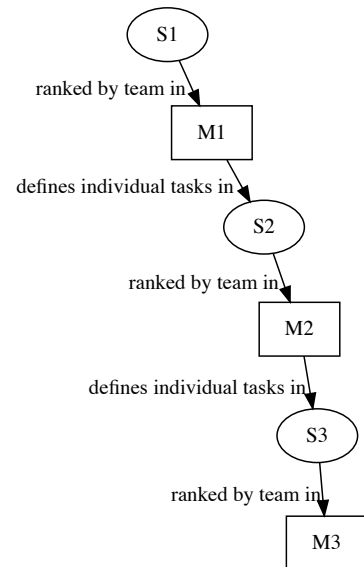 S1
ranked by team in
M1
defines individual tasks in
S2
ranked by team in
M2
defines individual tasks in
S3
ranked by team in
M3